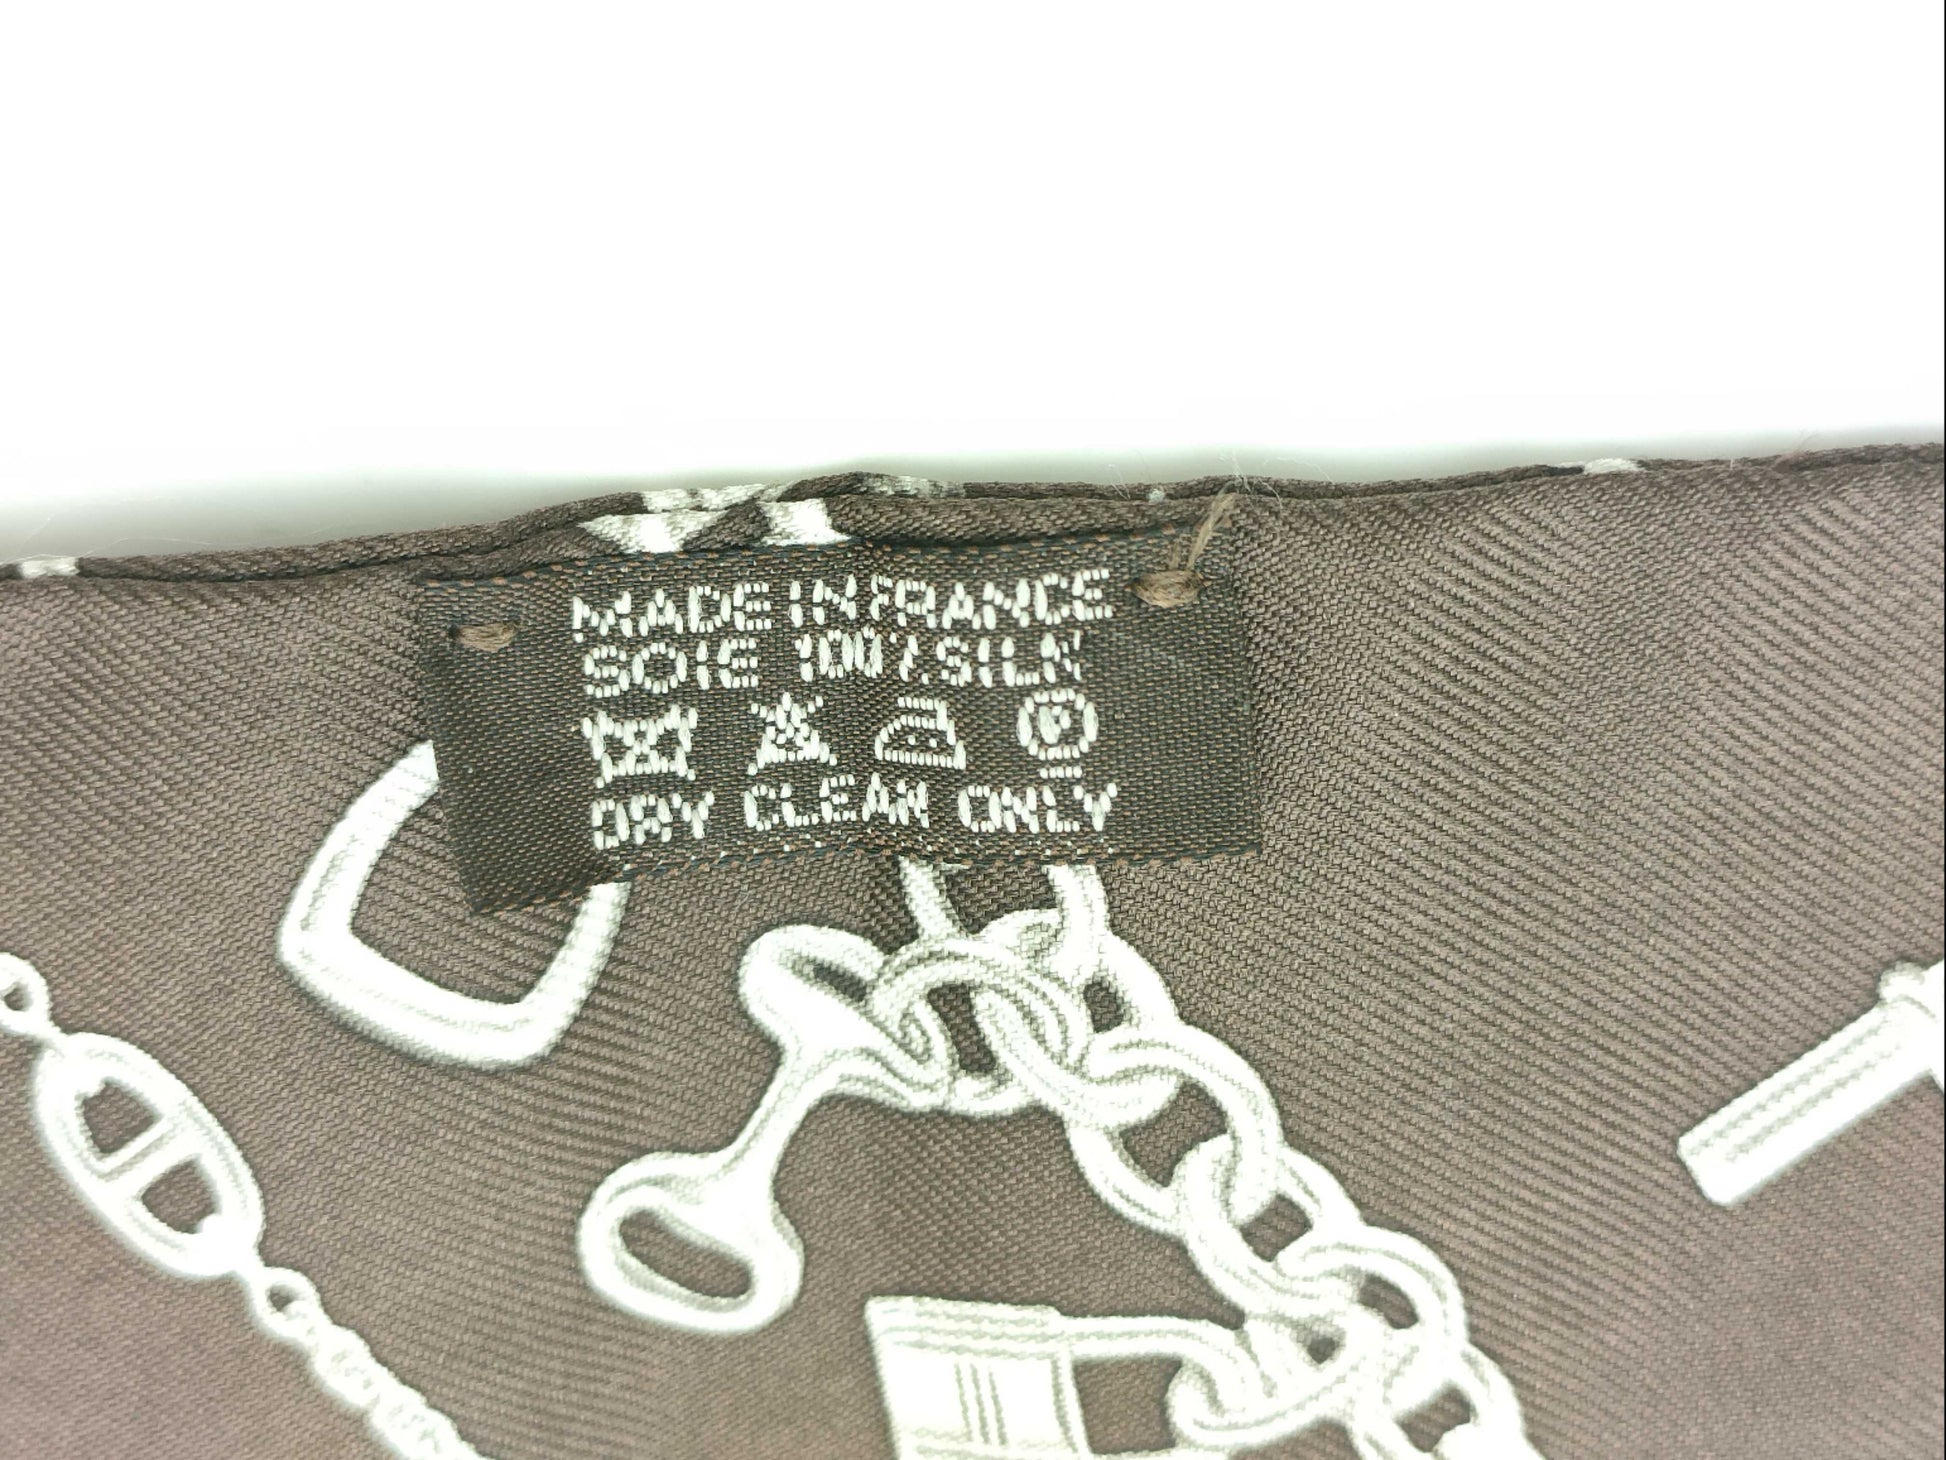 MADE IN FRANCE
SOIE 100% SILK
P
DRY CLEAN ONLY